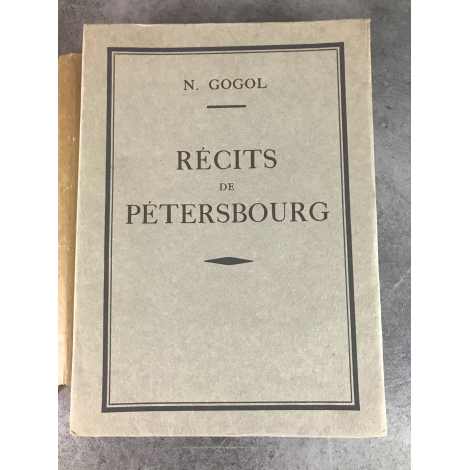 N. GOGOL
RÉCITS
DE
PÉTERSBOURG